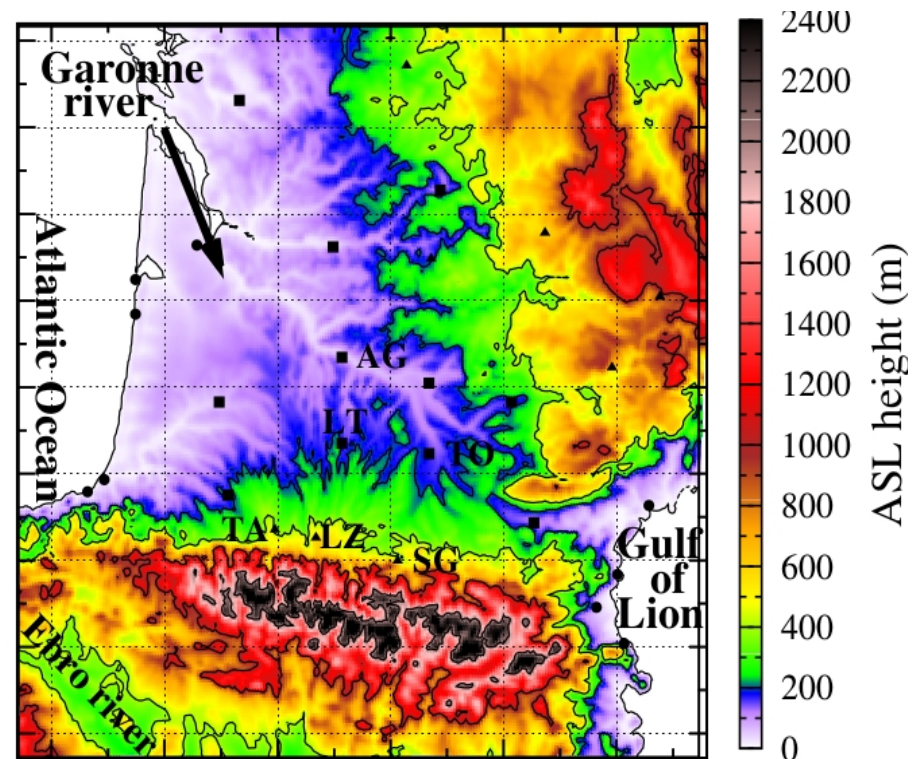 Garonne
river
Atlantic Ocean
AG
LT
TO
TA
LZ
SG
Gulf
of
Lion
Ebro river
2400
2200
2000
1800
1600
1400
1200
1000
800
600
400
200
0
ASL height (m)